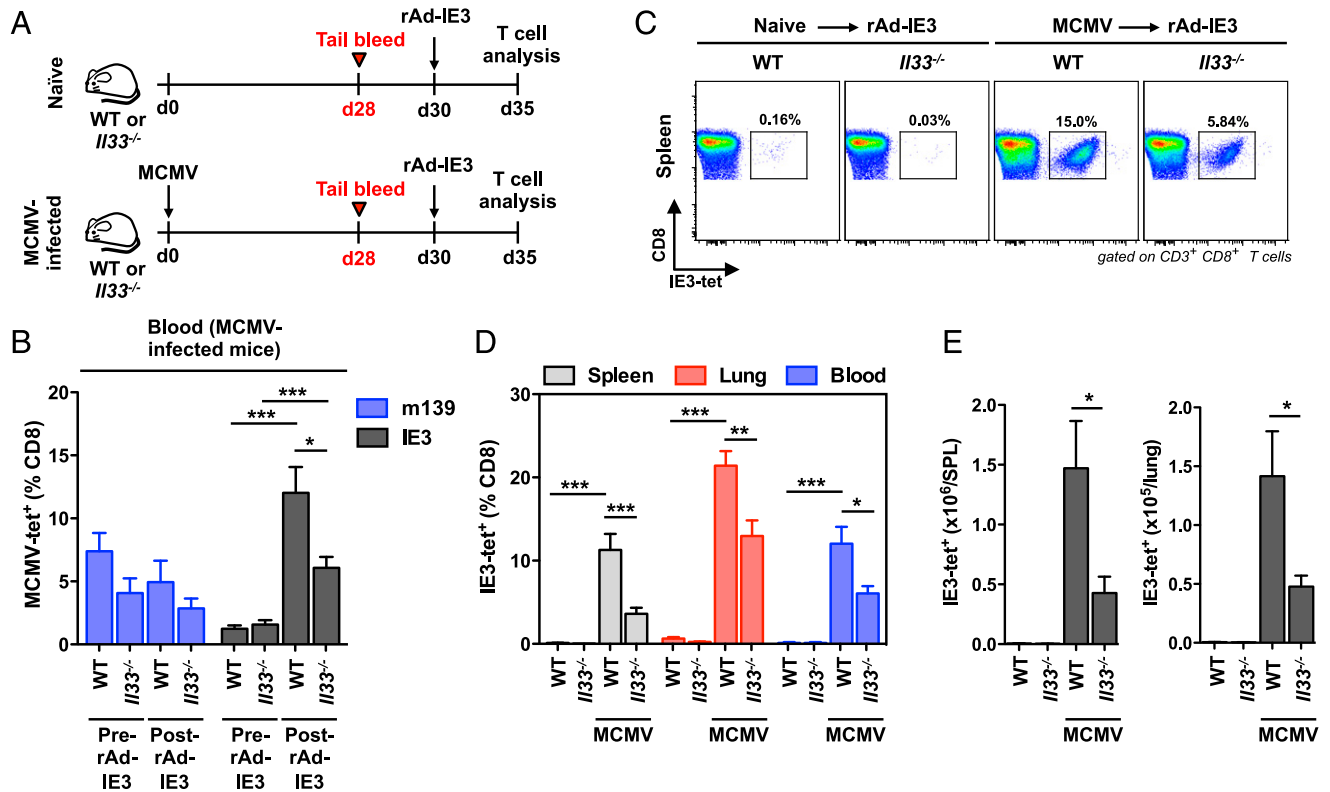 A
Naïve
WT or
Il33-/-
d0
Tail bleed
d28
rAd-IE3
d30
T cell
analysis
d35
MCMV-
infected
MCMV
WT or
Il33-/-
d0
Tail bleed
d28
rAd-IE3
d30
T cell
analysis
d35
C
Naive → rAd-IE3
MCMV → rAd-IE3
WT
Il33-/-
WT
Il33-/-
Spleen
0.16%
0.03%
15.0%
5.84%
CD8
IE3-tet
gated on CD3+ CD8+ T cells
B
Blood (MCMV-
infected mice)
MCMV-tet+ (% CD8)
20
15
10
5
0
***
***
*
m139
IE3
WT
Il33-/-
WT
Il33-/-
WT
Il33-/-
WT
Il33-/-
Pre-
rAd-
IE3
Post-
rAd-
IE3
Pre-
rAd-
IE3
Post-
rAd-
IE3
D
Spleen
Lung
Blood
IE3-tet+ (% CD8)
30
20
10
0
***
***
***
**
***
*
WT
Il33-/-
WT
Il33-/-
WT
Il33-/-
WT
Il33-/-
WT
Il33-/-
WT
Il33-/-
MCMV
MCMV
MCMV
E
IE3-tet+ (x10⁶/SPL)
2.0
1.5
1.0
0.5
0.0
*
WT
Il33-/-
WT
Il33-/-
MCMV
IE3-tet+ (x10⁵/lung)
2.0
1.5
1.0
0.5
0.0
*
WT
Il33-/-
WT
Il33-/-
MCMV